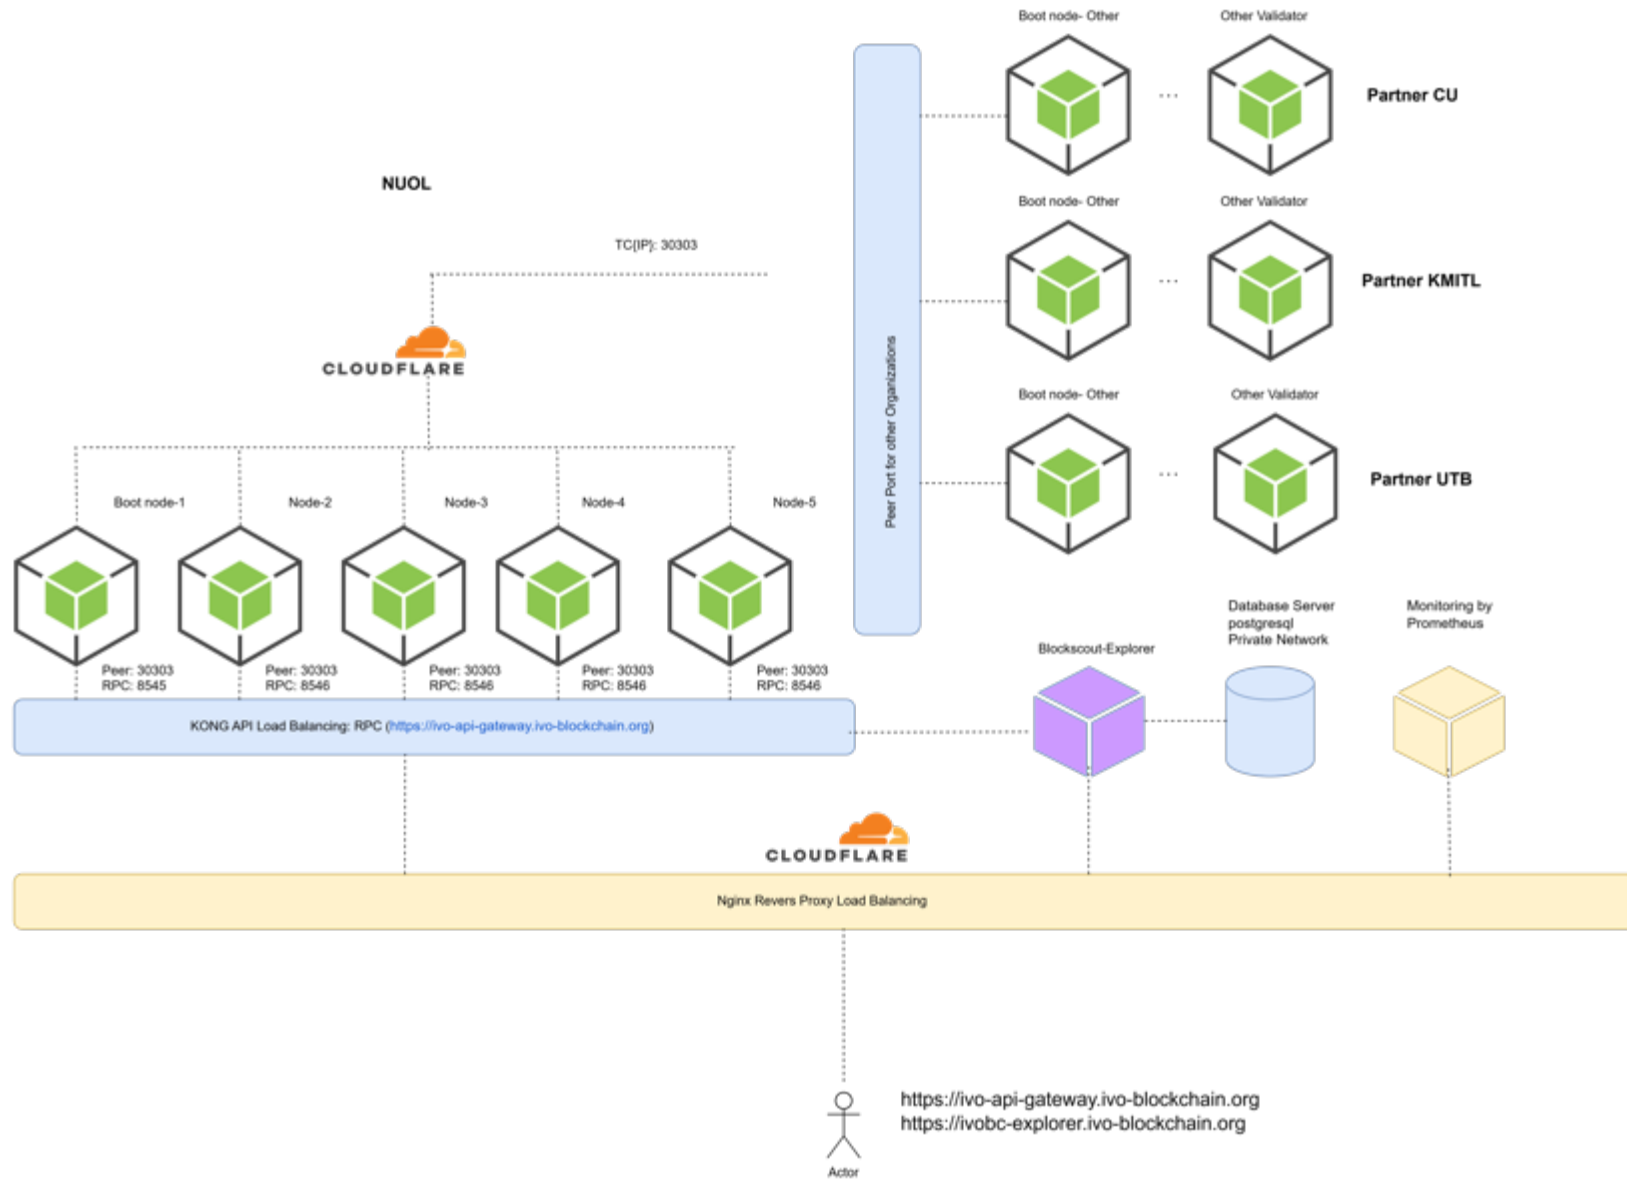 Boot node- Other
Other Validator
Partner CU
NUOL
Boot node- Other
Other Validator
TC{IP}: 30303
Partner KMITL
CLOUDFLARE
Peer Port for other Organizations
Boot node- Other
Other Validator
Partner UTB
Boot node-1
Node-2
Node-3
Node-4
Node-5
Peer: 30303
RPC: 8545
Peer: 30303
RPC: 8546
Peer: 30303
RPC: 8546
Peer: 30303
RPC: 8546
Peer: 30303
RPC: 8546
Blockscout-Explorer
Database Server
postgresql
Private Network
Monitoring by
Prometheus
KONG API Load Balancing: RPC (https://ivo-api-gateway.ivo-blockchain.org)
CLOUDFLARE
Nginx Revers Proxy Load Balancing
https://ivo-api-gateway.ivo-blockchain.org
https://ivobc-explorer.ivo-blockchain.org
Actor